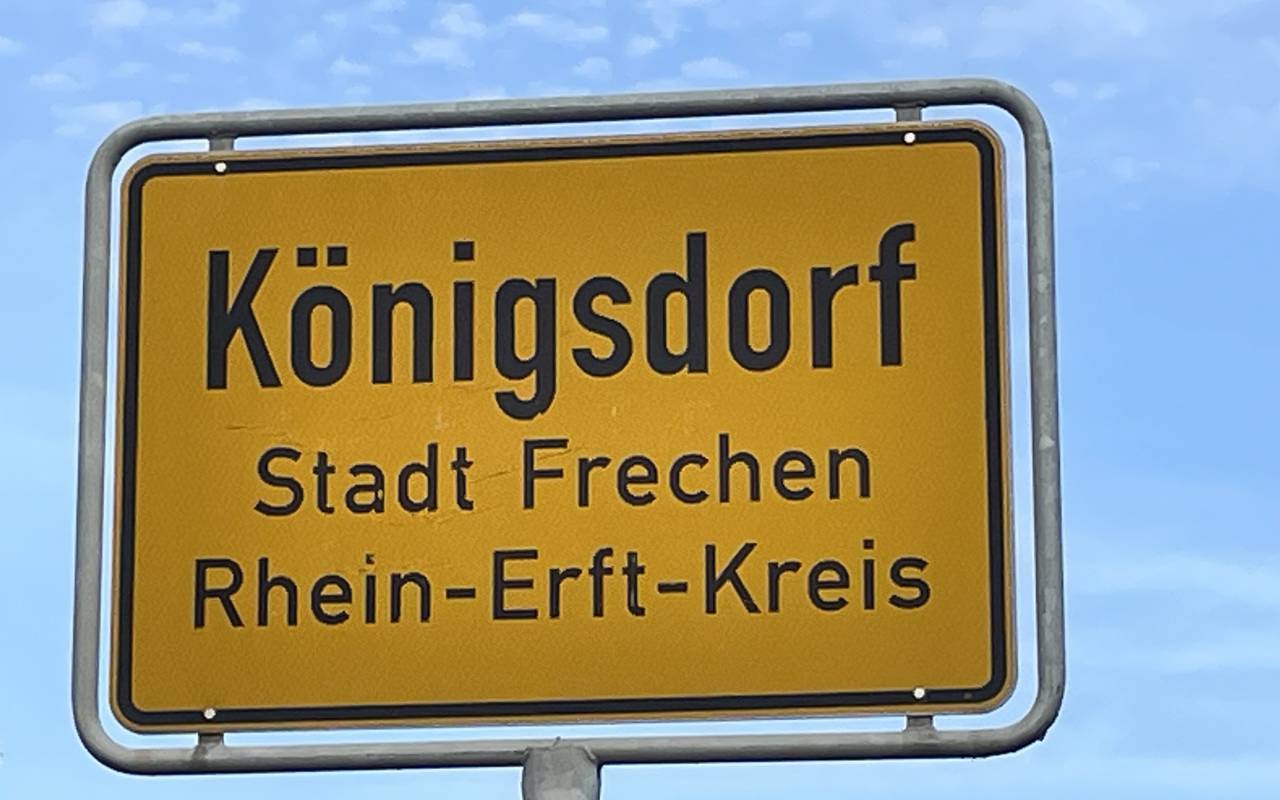 Königsdorf
Stadt Frechen
Rhein-Erft-Kreis